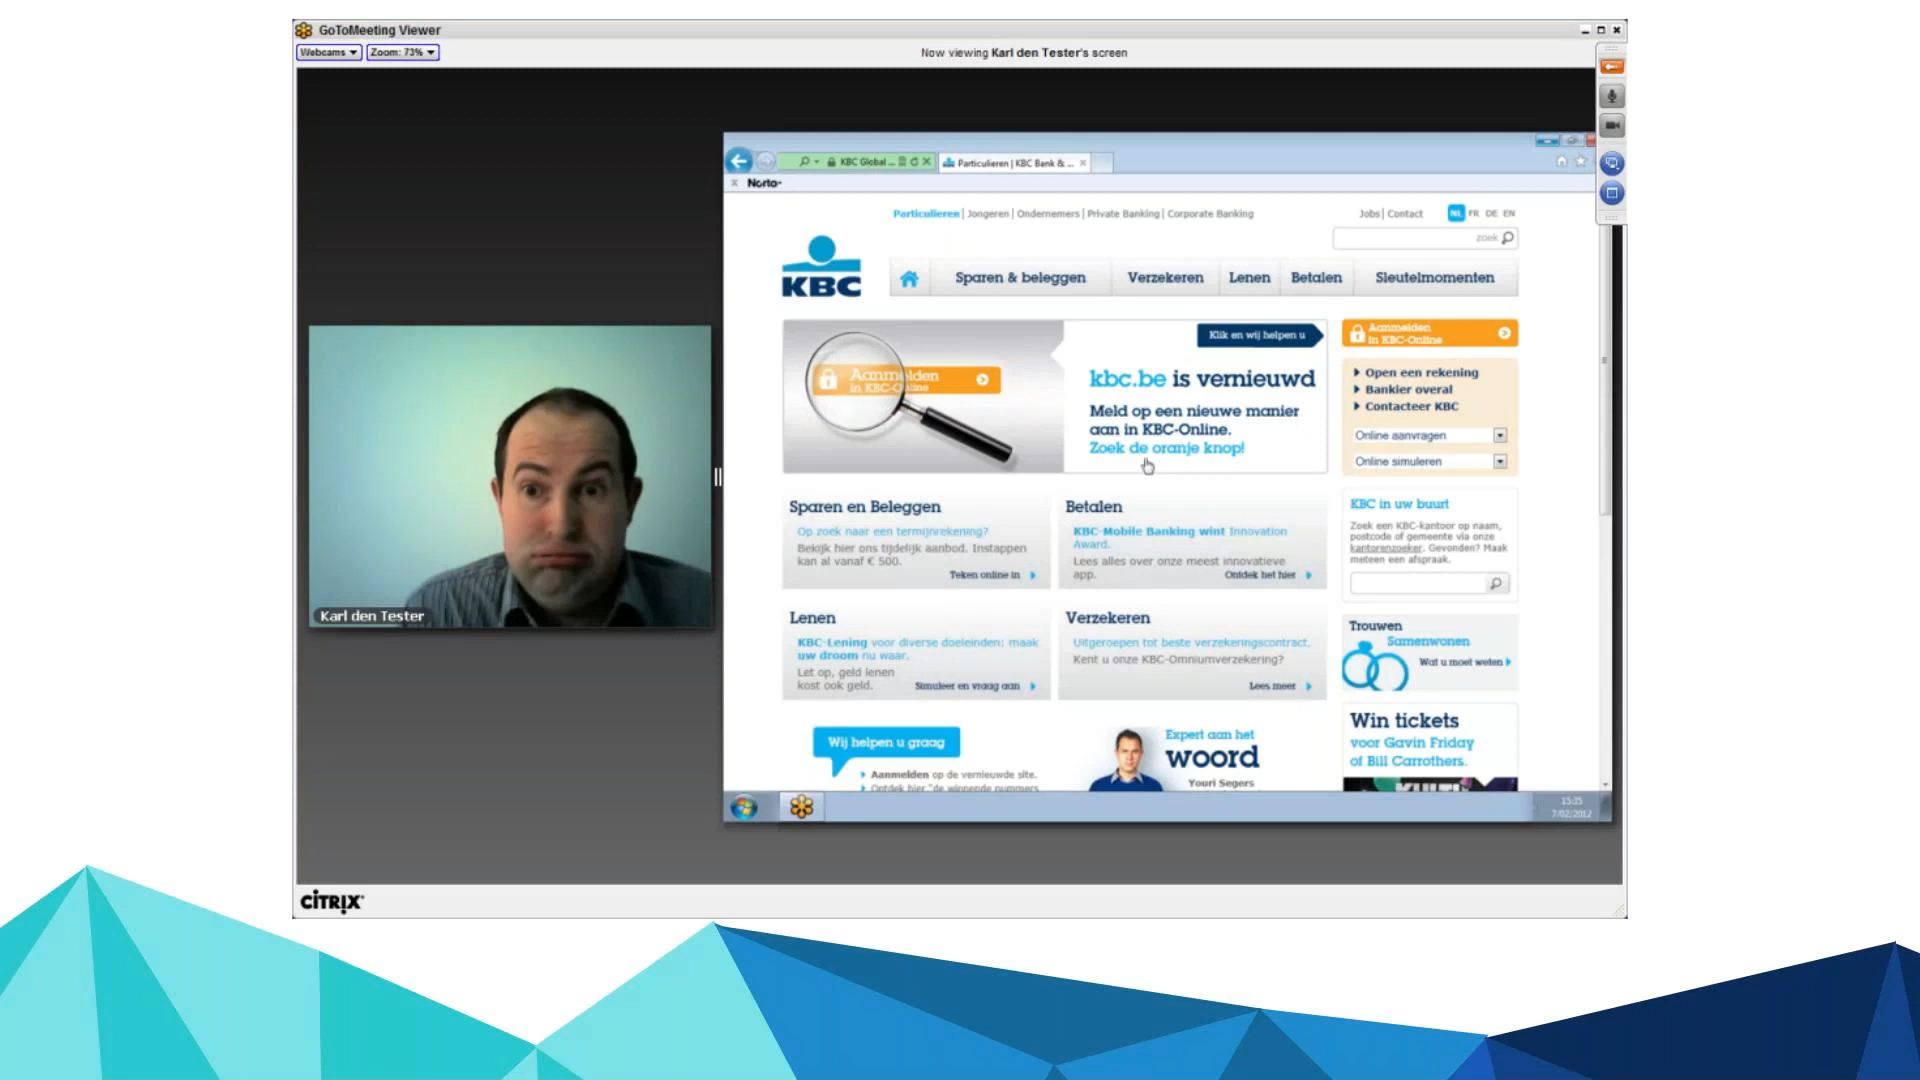 GoToMeeting Viewer
Webcams
Zoom: 73%
Now viewing Karl den Tester's screen
KBC Global ...
Particulieren | KBC Bank & ...
x Norto-
Particulieren | Jongeren | Ondernemers | Private Banking | Corporate Banking
Jobs | Contact
NL FR DE EN
zoek
KBC
Sparen & beleggen
Verzekeren
Lenen
Betalen
Sleutelmomenten
Aanmelden
in KBC-Online
Klik en wij helpen u
kbc.be is vernieuwd
Meld op een nieuwe manier
aan in KBC-Online.
Zoek de oranje knop!
Aanmelden
in KBC-Online
Open een rekening
Bankier overal
Contacteer KBC
Online aanvragen
Online simuleren
Sparen en Beleggen
Op zoek naar een termijnrekening?
Bekijk hier ons tijdelijk aanbod. Instappen
kan al vanaf € 500.
Teken online in
Betalen
KBC-Mobile Banking wint Innovation
Award.
Lees alles over onze meest innovatieve
app.
Ontdek het hier
KBC in uw buurt
Zoek een KBC-kantoor op naam,
postcode of gemeente via onze
kantorenzoeker. Gevonden? Maak
meteen een afspraak.
Karl den Tester
Lenen
KBC-Lening voor diverse doeleinden: maak
uw droom nu waar.
Let op, geld lenen
kost ook geld.
Simuleer en vraag aan
Verzekeren
Uitgeroepen tot beste verzekeringscontract.
Kent u onze KBC-Omniumverzekering?
Lees meer
Trouwen
Samenwonen
Wat u moet weten
Win tickets
voor Gavin Friday
of Bill Carrothers.
Wij helpen u graag
Aanmelden op de vernieuwde site.
Ontdek hier "de winnende nummers
Expert aan het
woord
Youri Segers
15:35
7/02/2012
CITRIX